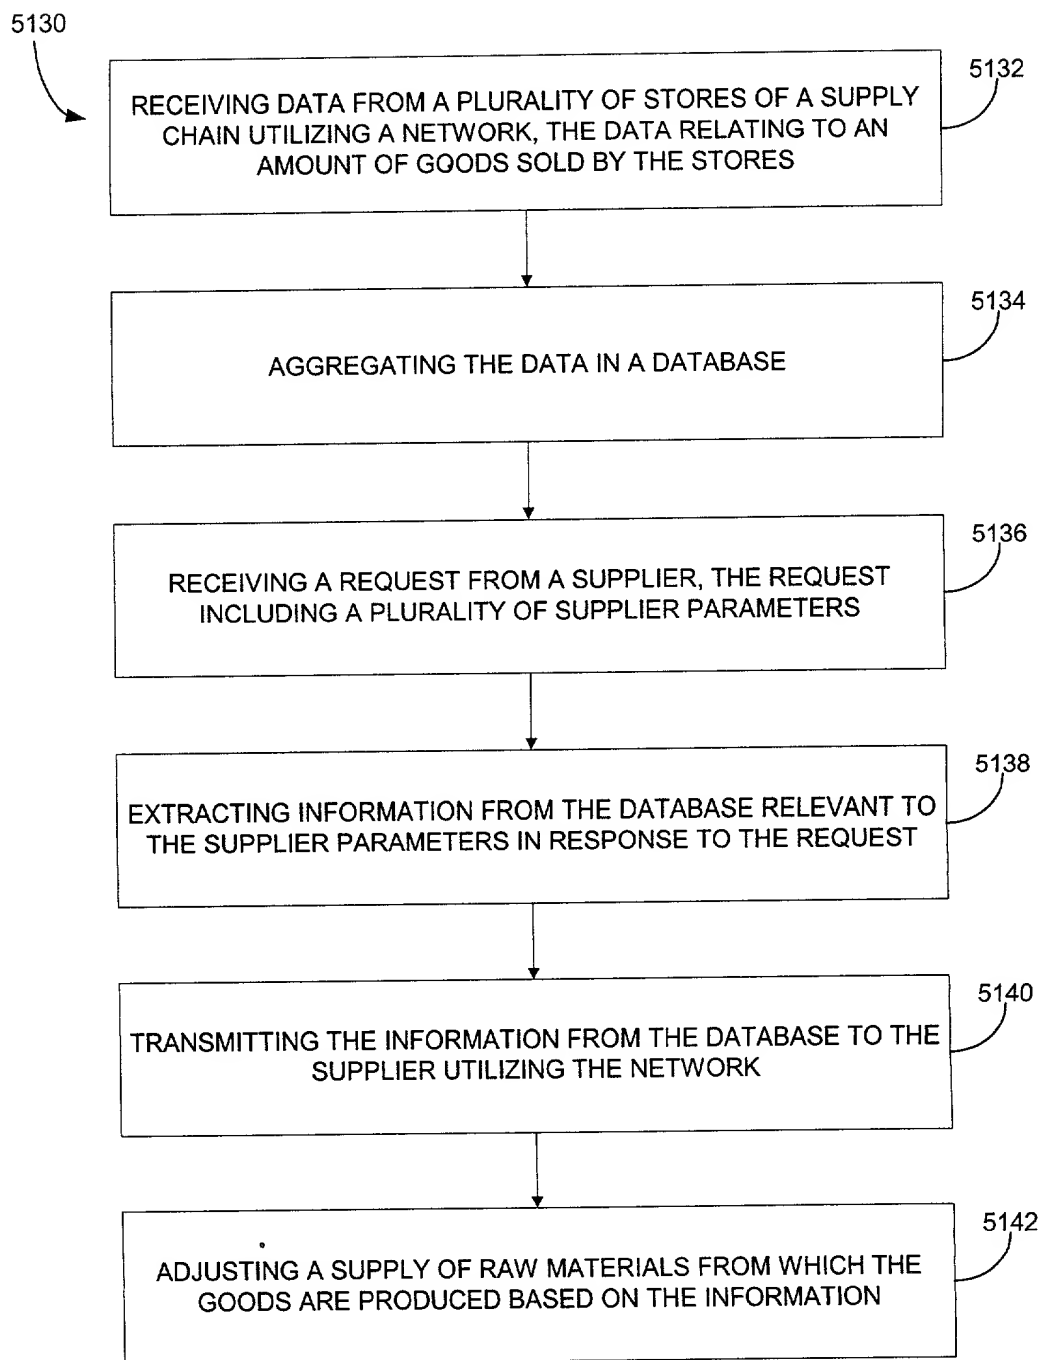 5130
5132
RECEIVING DATA FROM A PLURALITY OF STORES OF A SUPPLY
CHAIN UTILIZING A NETWORK, THE DATA RELATING TO AN
AMOUNT OF GOODS SOLD BY THE STORES
5134
AGGREGATING THE DATA IN A DATABASE
5136
RECEIVING A REQUEST FROM A SUPPLIER, THE REQUEST
INCLUDING A PLURALITY OF SUPPLIER PARAMETERS
5138
EXTRACTING INFORMATION FROM THE DATABASE RELEVANT TO
THE SUPPLIER PARAMETERS IN RESPONSE TO THE REQUEST
5140
TRANSMITTING THE INFORMATION FROM THE DATABASE TO THE
SUPPLIER UTILIZING THE NETWORK
5142
ADJUSTING A SUPPLY OF RAW MATERIALS FROM WHICH THE
GOODS ARE PRODUCED BASED ON THE INFORMATION